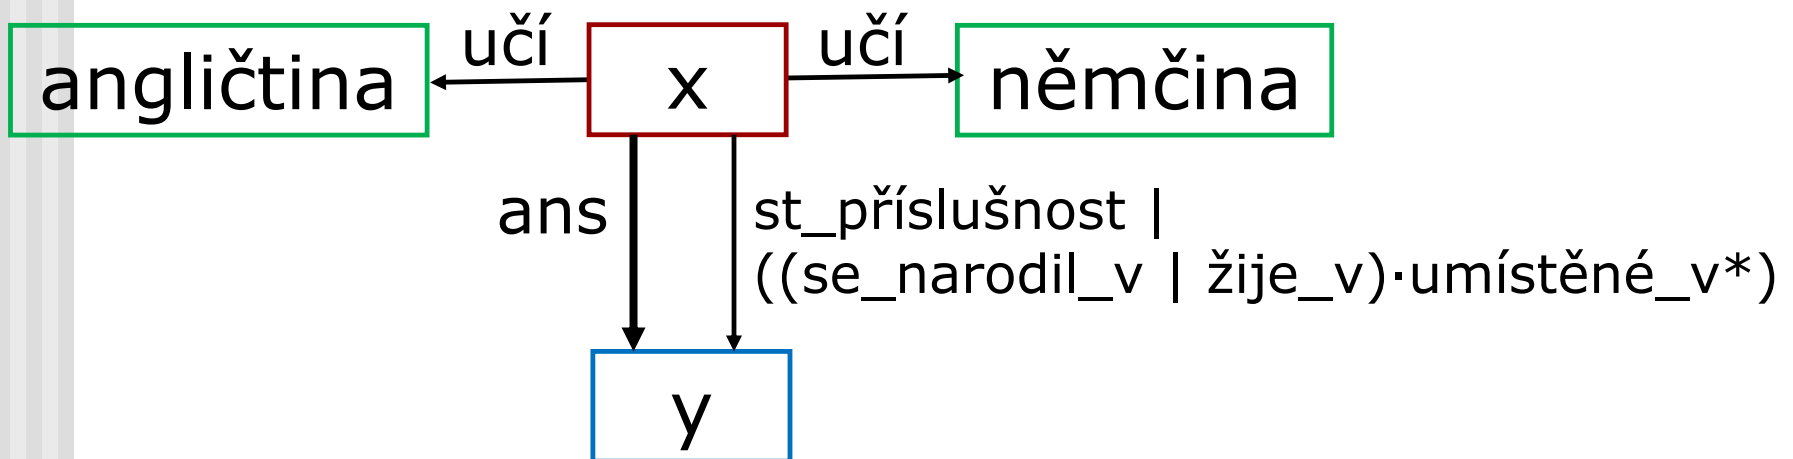 angličtina
učí
x
učí
němčina
ans
st_příslušnost |
((se_narodil_v | žije_v)·umístěné_v*)
y